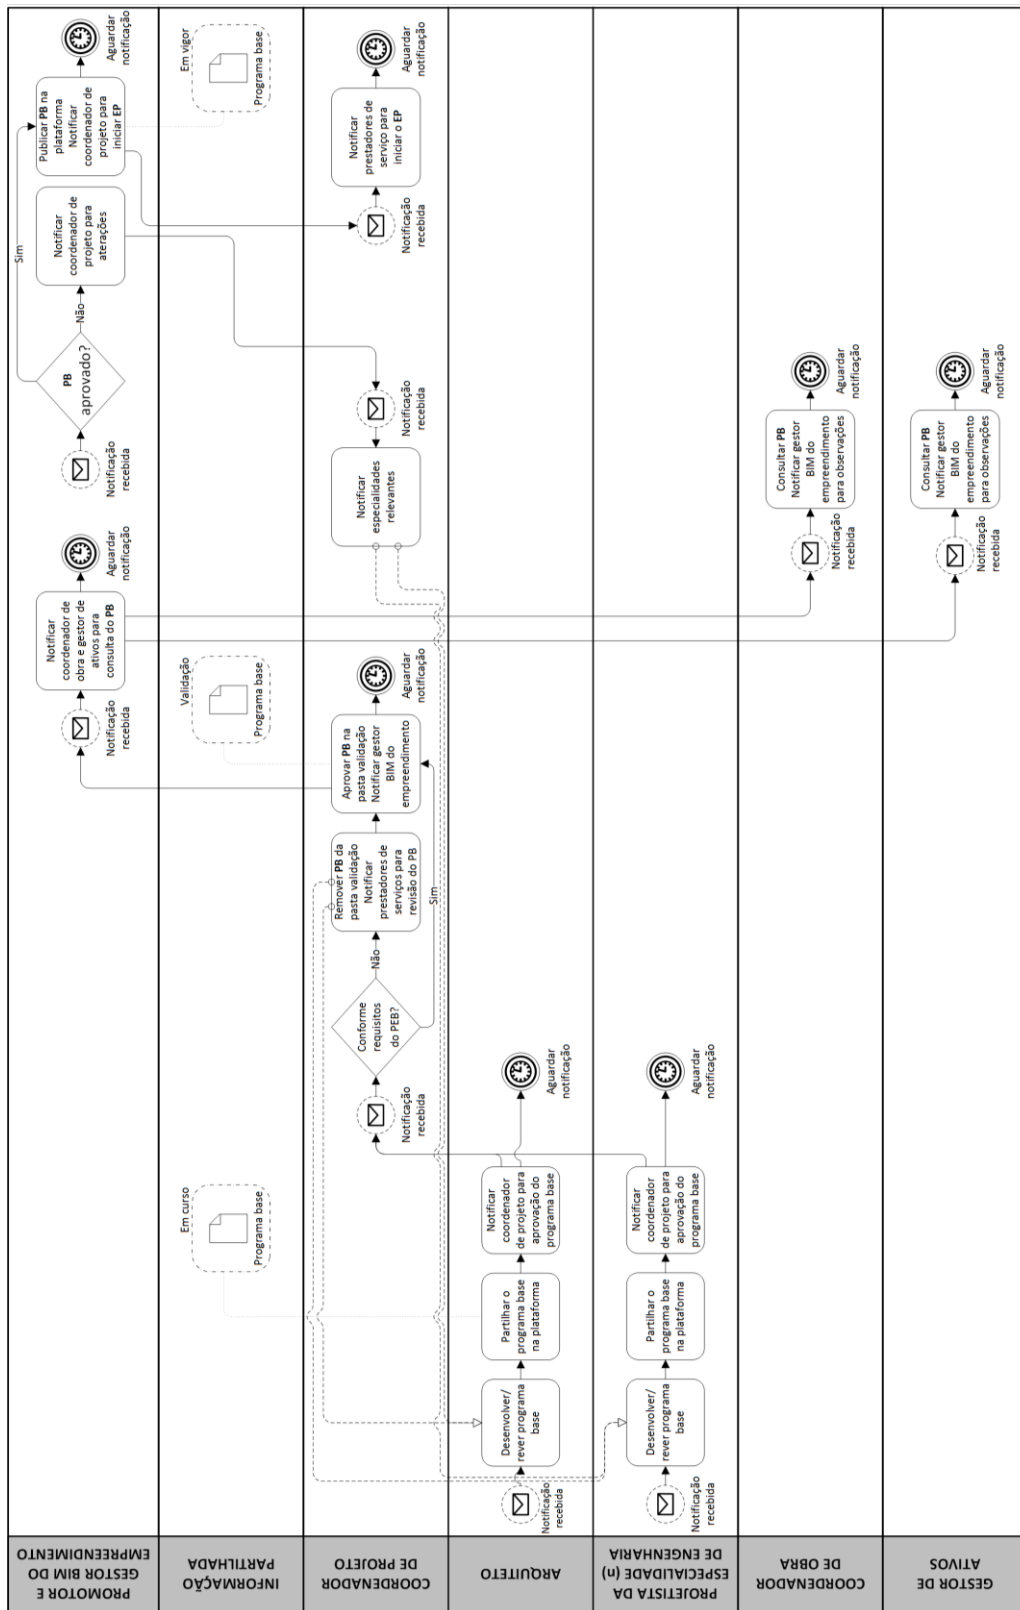 PROMOTOR E
GESTOR BIM DO
EMPREENDIMENTO
Notificação
recebida
Notificar
coordenador de
obra e gestor de
ativos para
consulta do PB
Aguardar
notificação
Notificação
recebida
PB
aprovado?
Não
Sim
Notificar
coordenador de
projeto para
aterações
Publicar PB na
plataforma
Notificar
coordenador de
projeto para
iniciar EP
Aguardar
notificação
INFORMAÇÃO
PARTILHADA
Em curso
Programa base
Validação
Programa base
Em vigor
Programa base
COORDENADOR
DE PROJETO
Notificação
recebida
Conforme
requisitos
do PEB?
Não
Sim
Remover PB da
pasta validação
Notificar
prestadores de
serviços para
revisão do PB
Aprovar PB na
pasta validação
Notificar gestor
BIM do
empreendimento
Aguardar
notificação
Notificar
especialidades
relevantes
Notificação
recebida
Notificação
recebida
Notificar
prestadores de
serviço para
iniciar o EP
Aguardar
notificação
ARQUITETO
Notificação
recebida
Desenvolver/
rever programa
base
Partilhar o
programa base
na plataforma
Notificar
coordenador
de projeto para
aprovação do
programa base
Aguardar
notificação
PROJETISTA DA
ESPECIALIDADE (n)
DE ENGENHARIA
Notificação
recebida
Desenvolver/
rever programa
base
Partilhar o
programa base
na plataforma
Notificar
coordenador
de projeto para
aprovação do
programa base
Aguardar
notificação
COORDENADOR
DE OBRA
Notificação
recebida
Consultar PB
Notificar gestor
BIM do
empreendimento
para observações
Aguardar
notificação
GESTOR DE
ATIVOS
Notificação
recebida
Consultar PB
Notificar gestor
BIM do
empreendimento
para observações
Aguardar
notificação